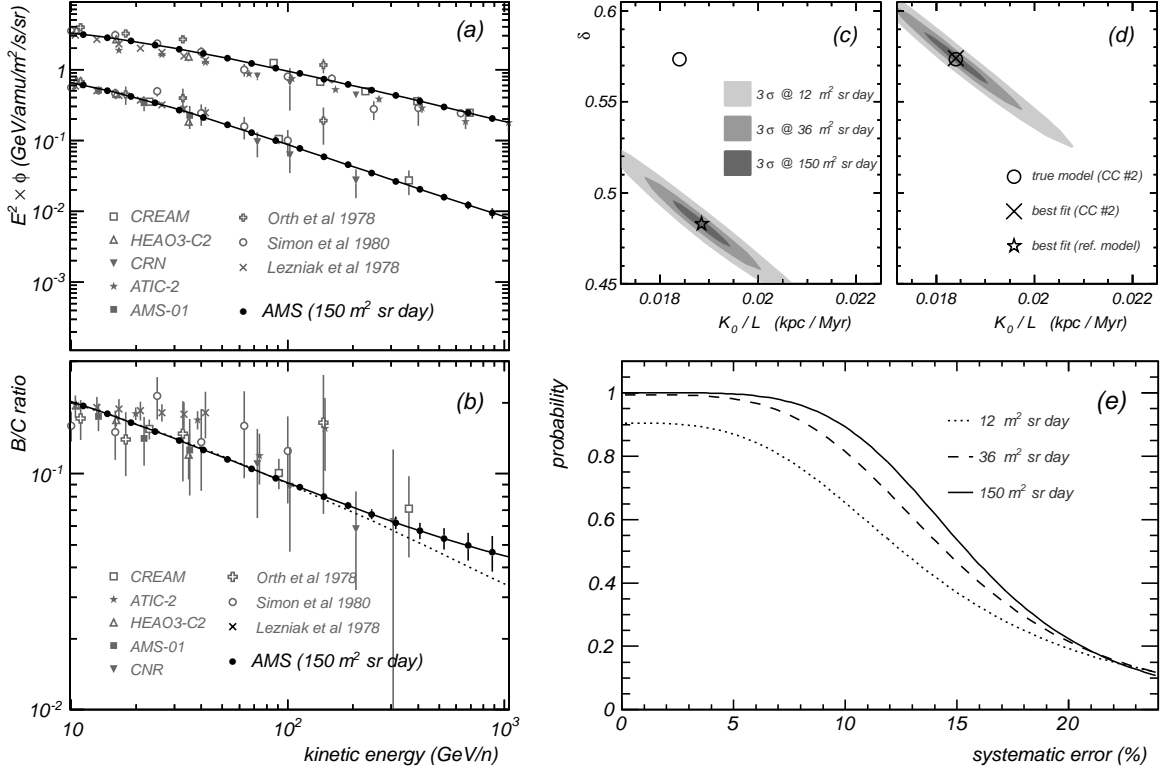 (a)
E² × ϕ (GeV/amu/m²/s/sr)
1
10⁻¹
10⁻²
10⁻³
CREAM
HEAO3-C2
CRN
ATIC-2
AMS-01
Orth et al 1978
Simon et al 1980
Lezniak et al 1978
AMS (150 m² sr day)
(b)
B/C ratio
10⁻¹
10⁻²
CREAM
ATIC-2
HEAO3-C2
AMS-01
CNR
Orth et al 1978
Simon et al 1980
Lezniak et al 1978
AMS (150 m² sr day)
10
10²
10³
kinetic energy (GeV/n)
(c)
δ
0.6
0.55
0.5
0.45
3 σ @ 12 m² sr day
3 σ @ 36 m² sr day
3 σ @ 150 m² sr day
0.018
0.02
0.022
K₀ / L (kpc / Myr)
(d)
true model (CC #2)
best fit (CC #2)
best fit (ref. model)
0.018
0.02
0.022
K₀ / L (kpc / Myr)
(e)
probability
1
0.8
0.6
0.4
0.2
0
12 m² sr day
36 m² sr day
150 m² sr day
0
5
10
15
20
systematic error (%)